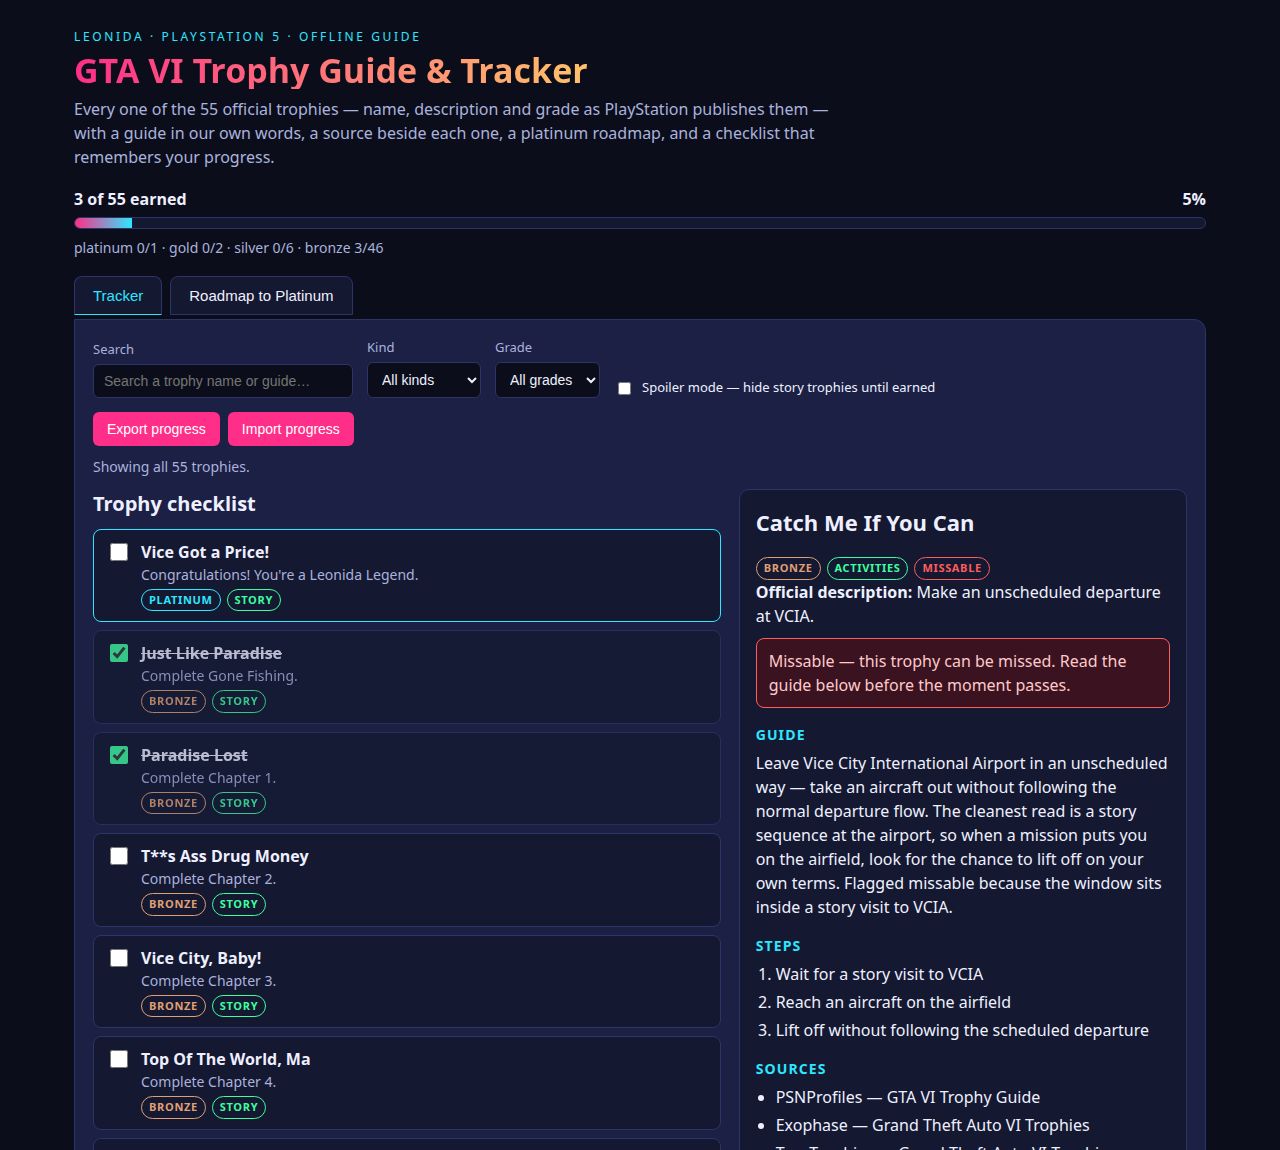 LEONIDA · PLAYSTATION 5 · OFFLINE GUIDE
GTA VI Trophy Guide & Tracker
Every one of the 55 official trophies — name, description and grade as PlayStation publishes them —
with a guide in our own words, a source beside each one, a platinum roadmap, and a checklist that
remembers your progress.
3 of 55 earned
5%
platinum 0/1 · gold 0/2 · silver 0/6 · bronze 3/46
Tracker
Roadmap to Platinum
Search
Kind
Grade
Search a trophy name or guide…
All kinds
All grades
Spoiler mode — hide story trophies until earned
Export progress
Import progress
Showing all 55 trophies.
Trophy checklist
Vice Got a Price!
Congratulations! You're a Leonida Legend.
PLATINUM
STORY
Just Like Paradise
Complete Gone Fishing.
BRONZE
STORY
Paradise Lost
Complete Chapter 1.
BRONZE
STORY
T**s Ass Drug Money
Complete Chapter 2.
BRONZE
STORY
Vice City, Baby!
Complete Chapter 3.
BRONZE
STORY
Top Of The World, Ma
Complete Chapter 4.
BRONZE
STORY
Catch Me If You Can
BRONZE
ACTIVITIES
MISSABLE
Official description: Make an unscheduled departure
at VCIA.
Missable — this trophy can be missed. Read the
guide below before the moment passes.
GUIDE
Leave Vice City International Airport in an unscheduled
way — take an aircraft out without following the
normal departure flow. The cleanest read is a story
sequence at the airport, so when a mission puts you
on the airfield, look for the chance to lift off on your
own terms. Flagged missable because the window sits
inside a story visit to VCIA.
STEPS
1. Wait for a story visit to VCIA
2. Reach an aircraft on the airfield
3. Lift off without following the scheduled departure
SOURCES
PSNProfiles — GTA VI Trophy Guide
Exophase — Grand Theft Auto VI Trophies